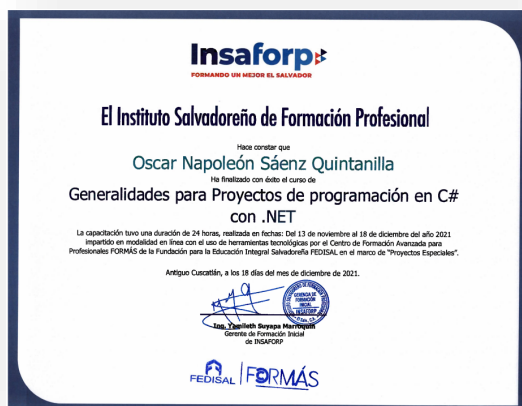 Insaforp
FORMANDO UN MEJOR EL SALVADOR
El Instituto Salvadoreño de Formación Profesional
Hace constar que
Oscar Napoleón Sáenz Quintanilla
Ha finalizado con éxito el curso de
Generalidades para Proyectos de programación en C#
con .NET
La capacitación tuvo una duración de 24 horas, realizada en fechas: Del 13 de noviembre al 18 de diciembre del año 2021
impartido en modalidad en línea con el uso de herramientas tecnológicas por el Centro de Formación Avanzada para
Profesionales FORMÁS de la Fundación para la Educación Integral Salvadoreña FEDISAL en el marco de "Proyectos Especiales".
Antiguo Cuscatlán, a los 18 días del mes de diciembre de 2021.
GERENCIA DE
FORMACIÓN
INICIAL
INSAFORP
Ing. Yamileth Suyapa Marroquín
Gerente de Formación Inicial
de INSAFORP
FEDISAL FORMÁS